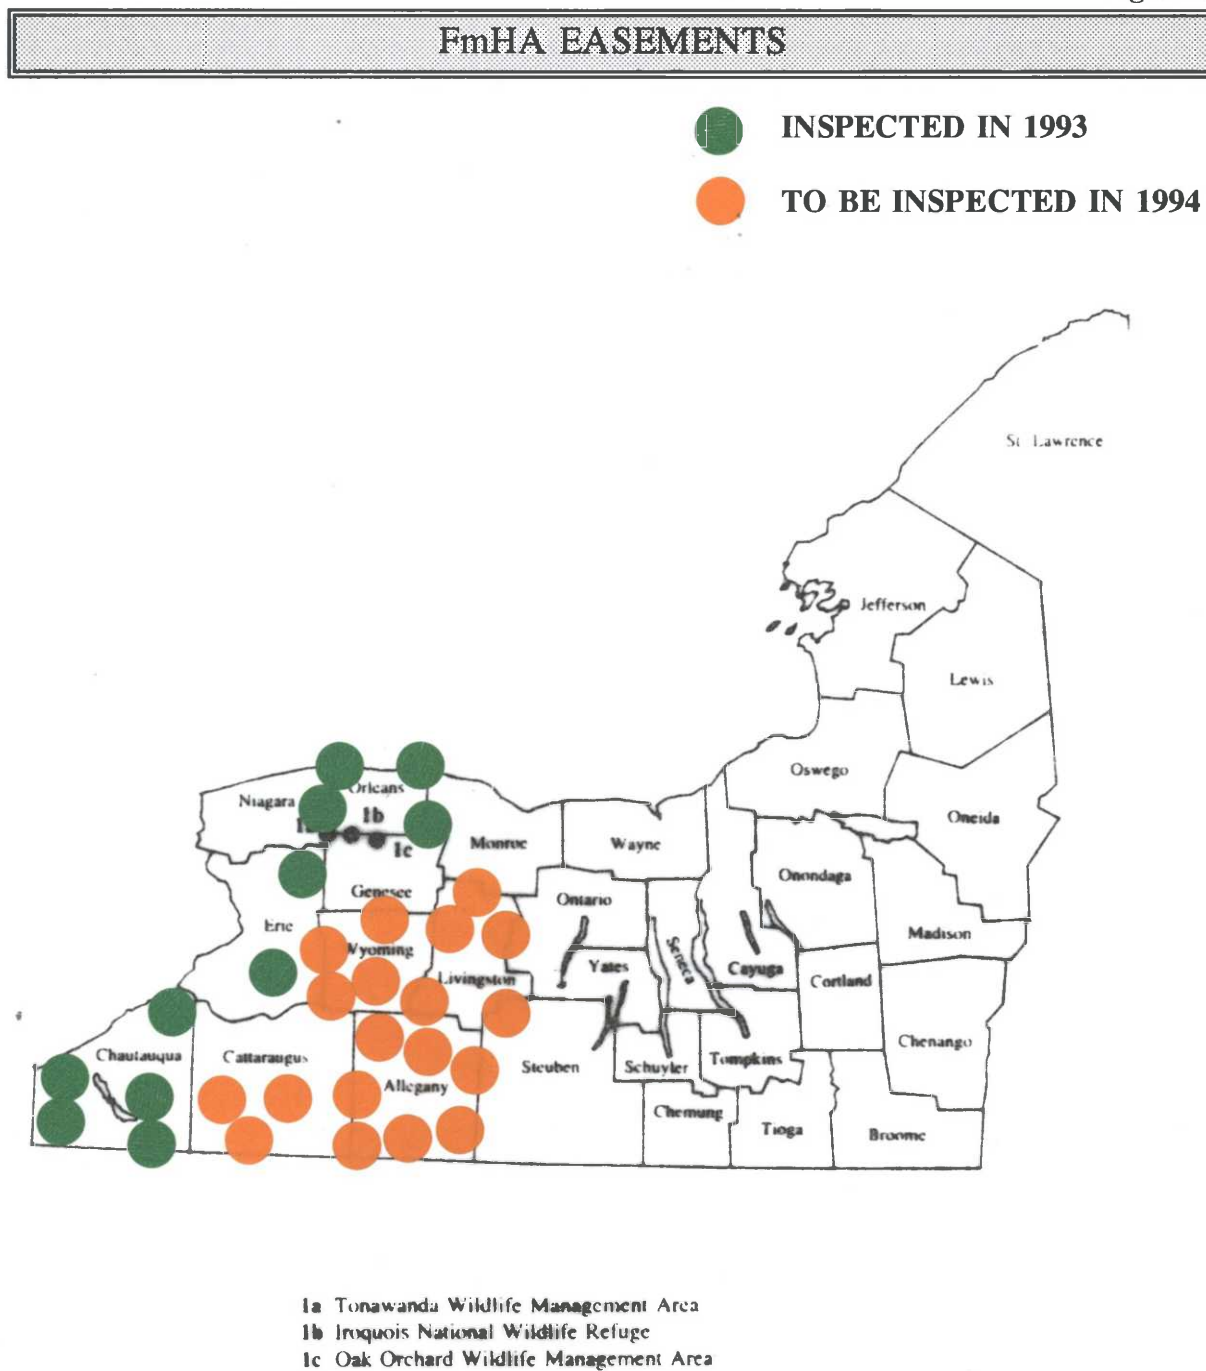 FmHA EASEMENTS
INSPECTED IN 1993
TO BE INSPECTED IN 1994
St. Lawrence
Jefferson
Lewis
Oswego
Oneida
Niagara
Orleans
1b
1c
Monroe
Wayne
Genesee
Onondaga
Ontario
Erie
Madison
Wyoming
Seneca
Livingston
Yates
Cayuga
Cortland
Chenango
Chautauqua
Cattaraugus
Steuben
Schuyler
Tompkins
Allegany
Chemung
Tioga
Broome
1a Tonawanda Wildlife Management Area
1b Iroquois National Wildlife Refuge
1c Oak Orchard Wildlife Management Area